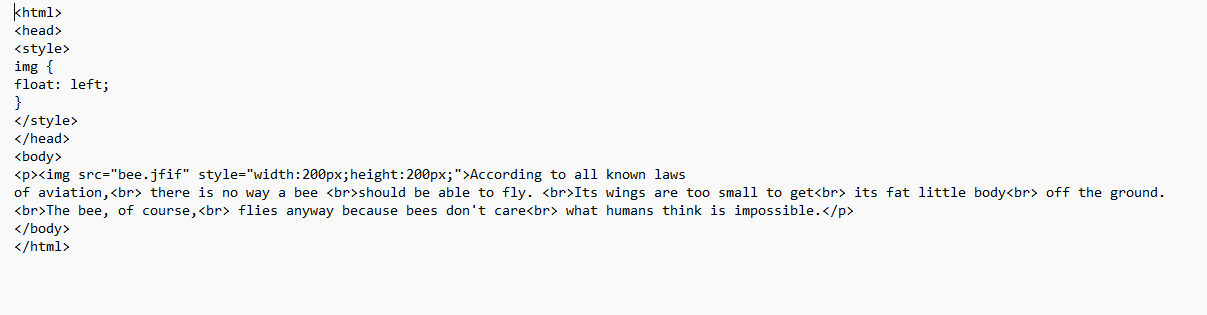 <html>
<head>
<style>
img {
float: left;
}
</style>
</head>
<body>
<p><img src="bee.jfif" style="width:200px;height:200px;">According to all known laws
of aviation,<br> there is no way a bee <br>should be able to fly. <br>Its wings are too small to get<br> its fat little body<br> off the ground.
<br>The bee, of course,<br> flies anyway because bees don't care<br> what humans think is impossible.</p>
</body>
</html>